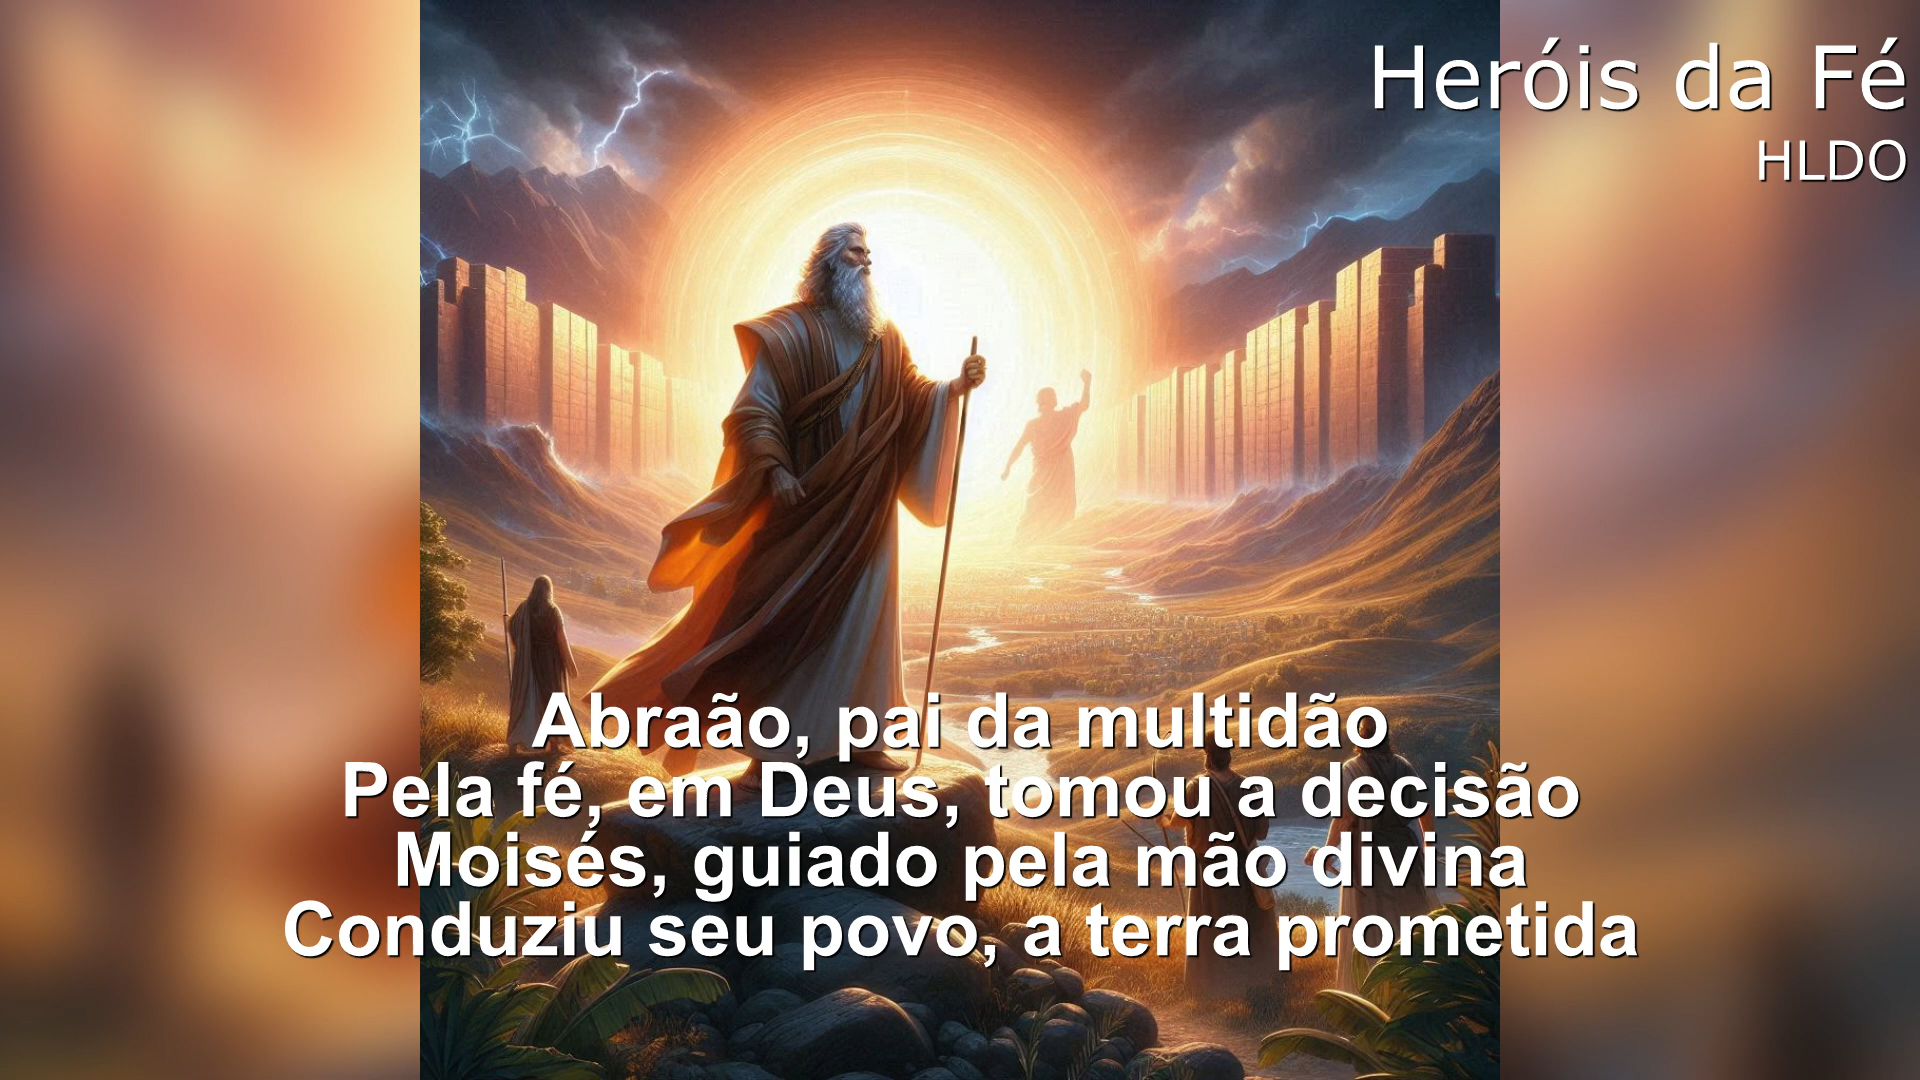 Heróis da Fé
HLDO
Abraão, pai da multidão
Pela fé, em Deus, tomou a decisão
Moisés, guiado pela mão divina
Conduziu seu povo, a terra prometida